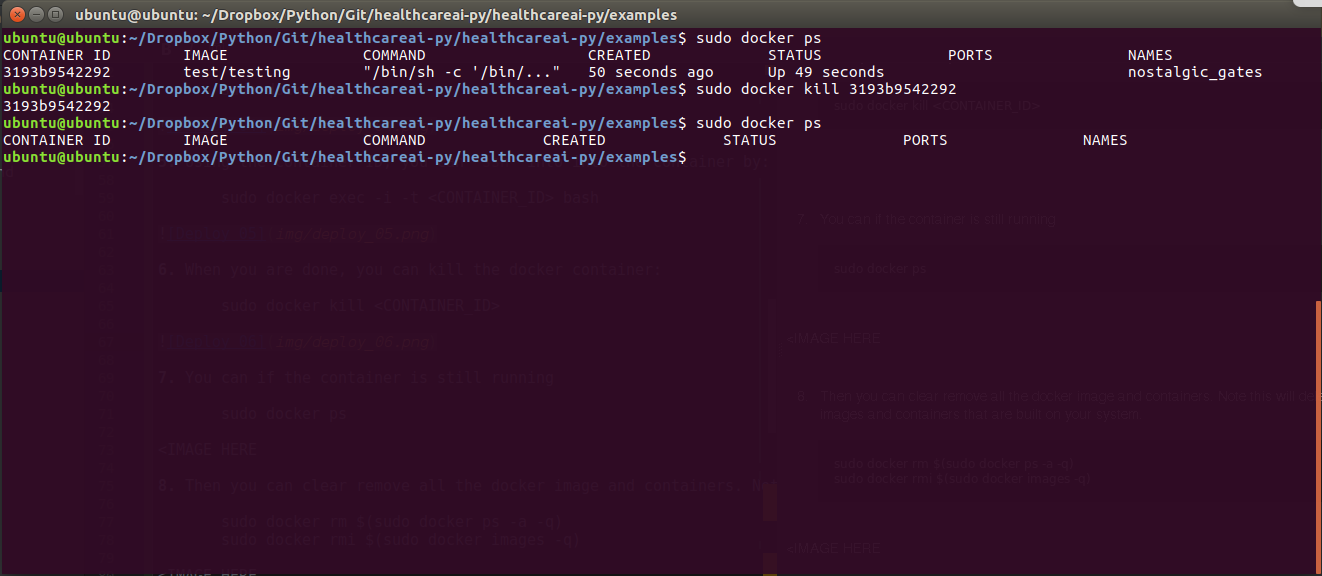 ubuntu@ubuntu: ~/Dropbox/Python/Git/healthcareai-py/healthcareai-py/examples
ubuntu@ubuntu:~/Dropbox/Python/Git/healthcareai-py/healthcareai-py/examples$ sudo docker ps
CONTAINER ID IMAGE COMMAND CREATED STATUS PORTS NAMES
3193b9542292 test/testing "/bin/sh -c '/bin/..." 50 seconds ago Up 49 seconds nostalgic_gates
ubuntu@ubuntu:~/Dropbox/Python/Git/healthcareai-py/healthcareai-py/examples$ sudo docker kill 3193b9542292
3193b9542292
sudo docker kill <CONTAINER_ID>
ubuntu@ubuntu:~/Dropbox/Python/Git/healthcareai-py/healthcareai-py/examples$ sudo docker ps
CONTAINER ID IMAGE COMMAND CREATED STATUS PORTS NAMES
ubuntu@ubuntu:~/Dropbox/Python/Git/healthcareai-py/healthcareai-py/examples$
sudo docker exec -i -t <CONTAINER_ID> bash
img/deploy_05.png)
6. When you are done, you can kill the docker container:
sudo docker kill <CONTAINER_ID>
img/deploy_06.png)
7. You can if the container is still running
sudo docker ps
<IMAGE HERE
8. Then you can clear remove all the docker image and containers. N
sudo docker rm $(sudo docker ps -a -q)
sudo docker rmi $(sudo docker images -q)
7. You can if the container is still running
sudo docker ps
<IMAGE HERE
8. Then you can clear remove all the docker image and containers. Note this will
images and containers that are built on your system
sudo docker rm $(sudo docker ps -a -q)
sudo docker rmi $(sudo docker images -q)
<IMAGE HERE